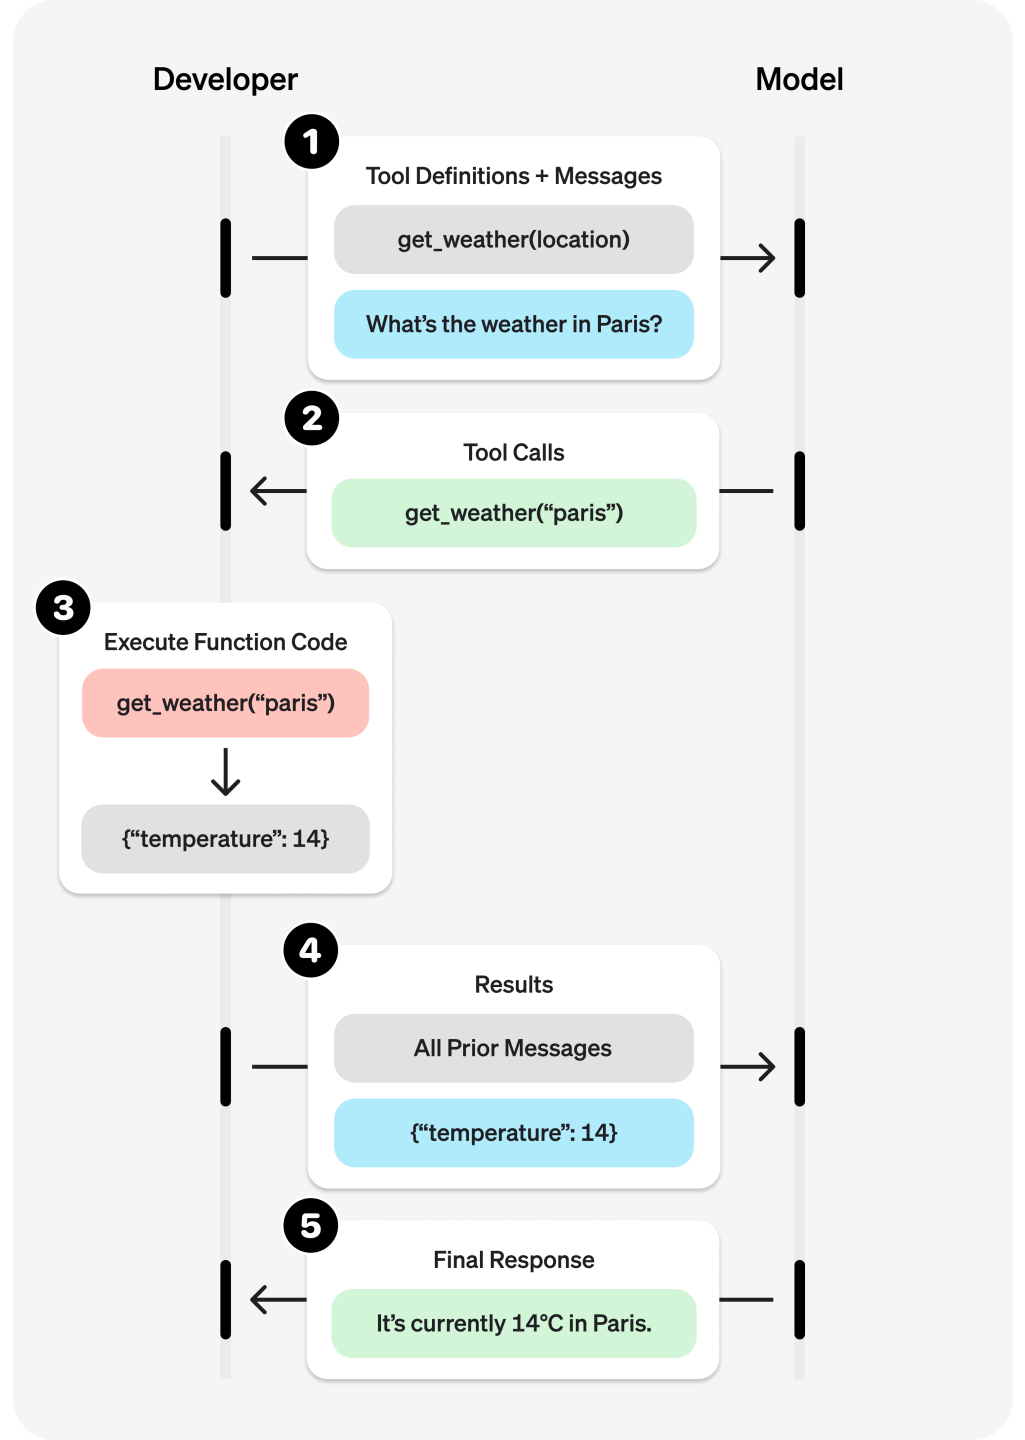 Developer
Model
1
Tool Definitions + Messages
get_weather(location)
What’s the weather in Paris?
2
Tool Calls
get_weather(“paris”)
3
Execute Function Code
get_weather(“paris”)
{“temperature”: 14}
4
Results
All Prior Messages
{“temperature”: 14}
5
Final Response
It’s currently 14°C in Paris.